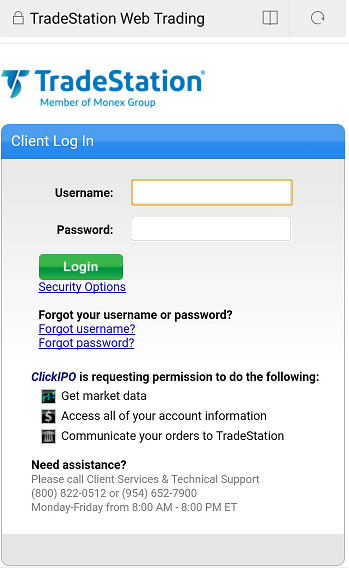 TradeStation Web Trading
TradeStation®
Member of Monex Group
Client Log In
Username:
Password:
Login
Security Options
Forgot your username or password?
Forgot username?
Forgot password?
ClickIPO is requesting permission to do the following:
Get market data
Access all of your account information
Communicate your orders to TradeStation
Need assistance?
Please call Client Services & Technical Support
(800) 822-0512 or (954) 652-7900
Monday-Friday from 8:00 AM - 8:00 PM ET